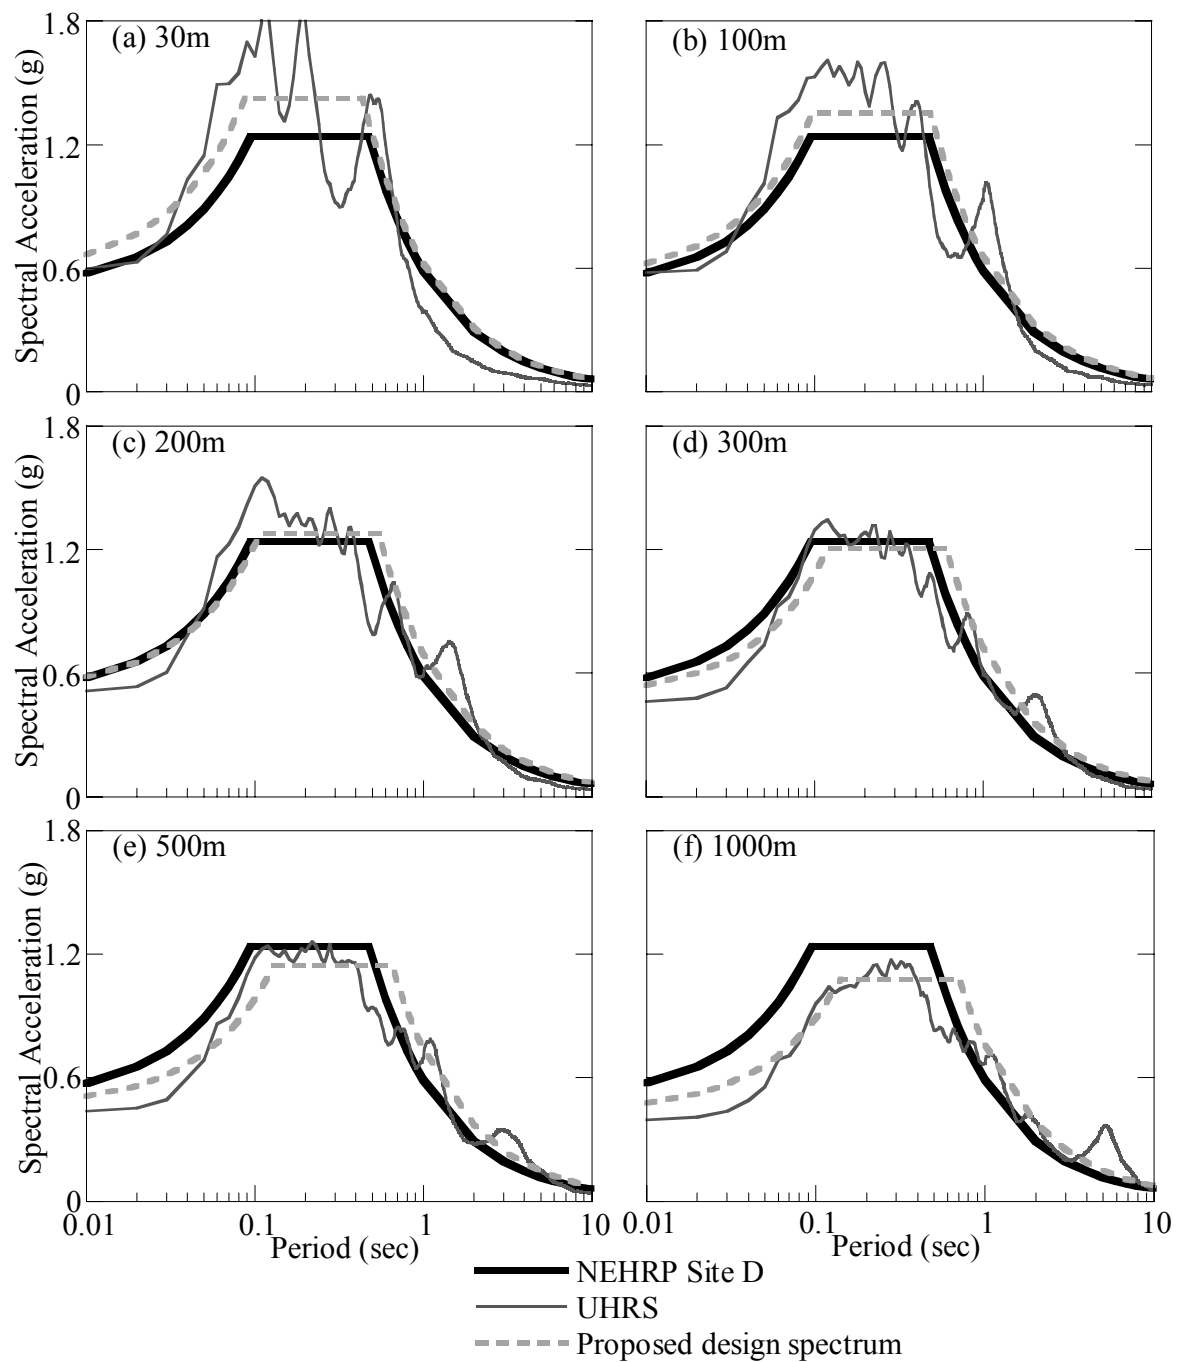 (a) 30m
(b) 100m
1.8
1.2
0.6
0
Spectral Acceleration (g)
(c) 200m
(d) 300m
1.8
1.2
0.6
0
Spectral Acceleration (g)
(e) 500m
(f) 1000m
1.8
1.2
0.6
0
Spectral Acceleration (g)
0.01 0.1 1 10
0.01 0.1 1 10
Period (sec)
Period (sec)
NEHRP Site D
UHRS
Proposed design spectrum